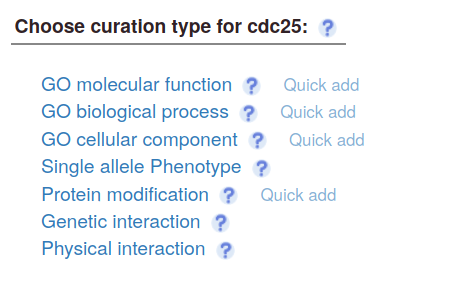 Choose curation type for cdc25: ?
GO molecular function ? Quick add
GO biological process ? Quick add
GO cellular component ? Quick add
Single allele Phenotype ?
Protein modification ? Quick add
Genetic interaction ?
Physical interaction ?